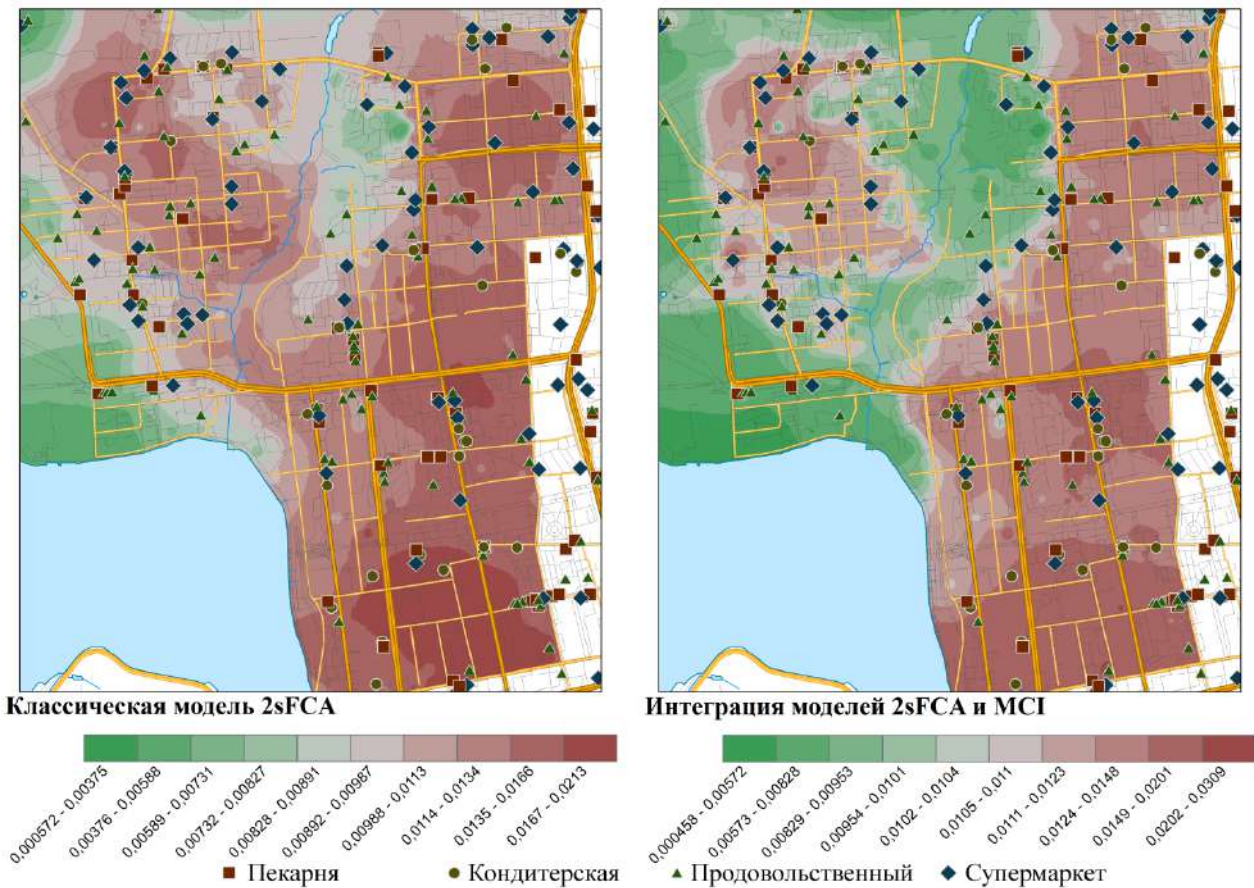 Классическая модель 2sFCA
Интеграция моделей 2sFCA и MCI
0,000572 - 0,00375
0,00376 - 0,00588
0,00589 - 0,00731
0,00732 - 0,00827
0,00828 - 0,00891
0,00892 - 0,00987
0,00988 - 0,0113
0,0114 - 0,0134
0,0135 - 0,0166
0,0167 - 0,0213
0,000458 - 0,00572
0,00573 - 0,00828
0,00829 - 0,00953
0,00954 - 0,0101
0,0102 - 0,0104
0,0105 - 0,011
0,0111 - 0,0123
0,0124 - 0,0148
0,0149 - 0,0201
0,0202 - 0,0309
Пекарня
Кондитерская
Продовольственный
Супермаркет